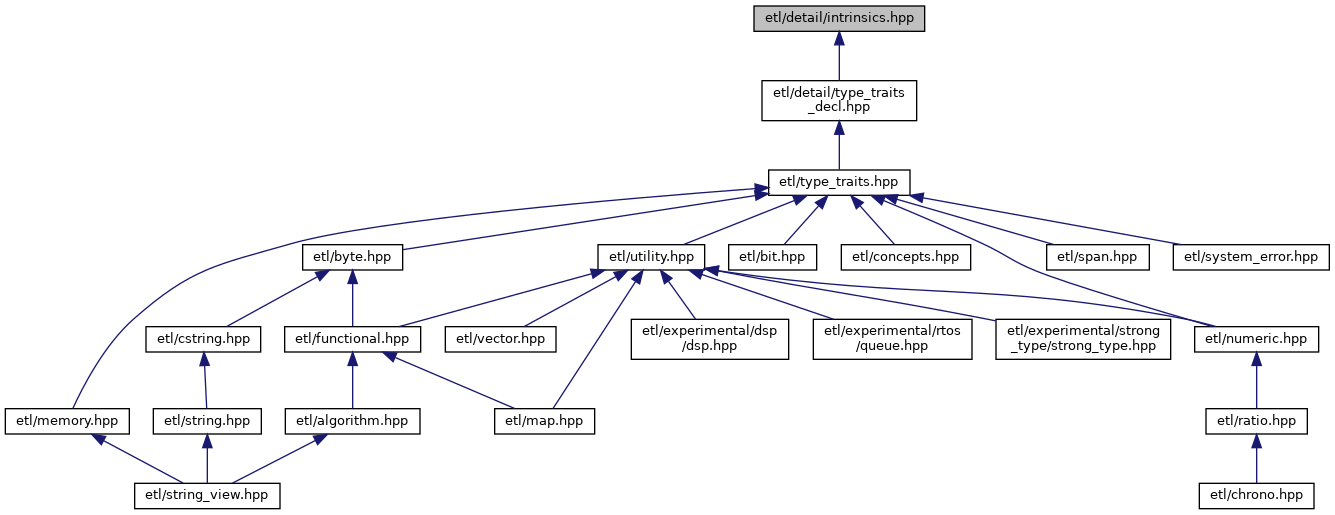 etl/detail/intrinsics.hpp
etl/detail/type_traits
_decl.hpp
etl/type_traits.hpp
etl/byte.hpp
etl/utility.hpp
etl/bit.hpp
etl/concepts.hpp
etl/span.hpp
etl/system_error.hpp
etl/cstring.hpp
etl/functional.hpp
etl/vector.hpp
etl/experimental/dsp
/dsp.hpp
etl/experimental/rtos
/queue.hpp
etl/experimental/strong
_type/strong_type.hpp
etl/numeric.hpp
etl/memory.hpp
etl/string.hpp
etl/algorithm.hpp
etl/map.hpp
etl/ratio.hpp
etl/string_view.hpp
etl/chrono.hpp